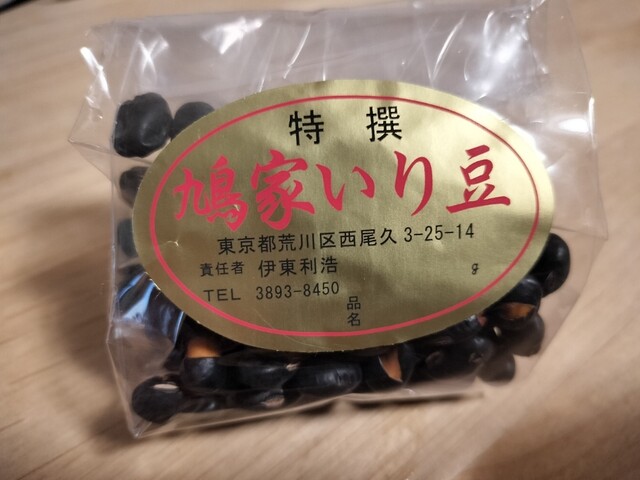 特撰
鳩家いり豆
東京都荒川区西尾久3-25-14
責任者 伊東利浩
g
TEL 3893-8450
品名